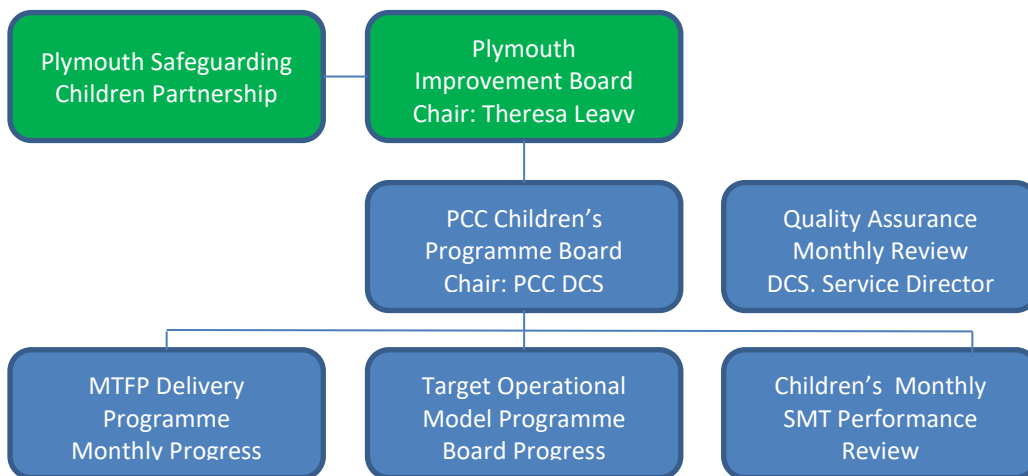 Plymouth Safeguarding
Children Partnership
Plymouth
Improvement Board
Chair: Theresa Leavy
PCC Children’s
Programme Board
Chair: PCC DCS
Quality Assurance
Monthly Review
DCS. Service Director
MTFP Delivery
Programme
Monthly Progress
Target Operational
Model Programme
Board Progress
Children’s Monthly
SMT Performance
Review